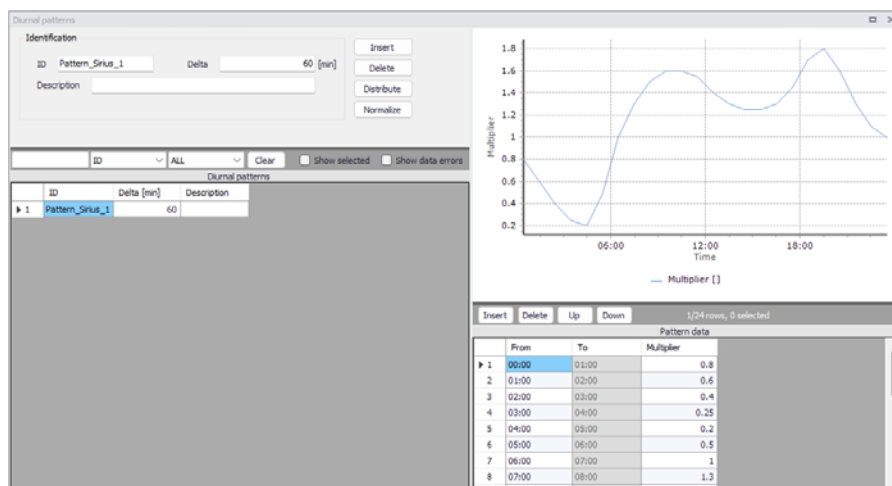 Diurnal patterns
Identification
ID Pattern_Sirius_1 Delta 60 [min]
Description
Insert
Delete
Distribute
Normalize
ID ALL Clear Show selected Show data errors
Diurnal patterns
ID Delta [min] Description
1 Pattern_Sirius_1 60
1.8
1.6
1.4
1.2
1
0.8
0.6
0.4
0.2
Multiplier
06:00 12:00 18:00
Time
Multiplier []
Insert Delete Up Down 1/24 rows, 0 selected
Pattern data
From To Multiplier
1 00:00 01:00 0.8
2 01:00 02:00 0.6
3 02:00 03:00 0.4
4 03:00 04:00 0.25
5 04:00 05:00 0.2
6 05:00 06:00 0.5
7 06:00 07:00 1
8 07:00 08:00 1.3